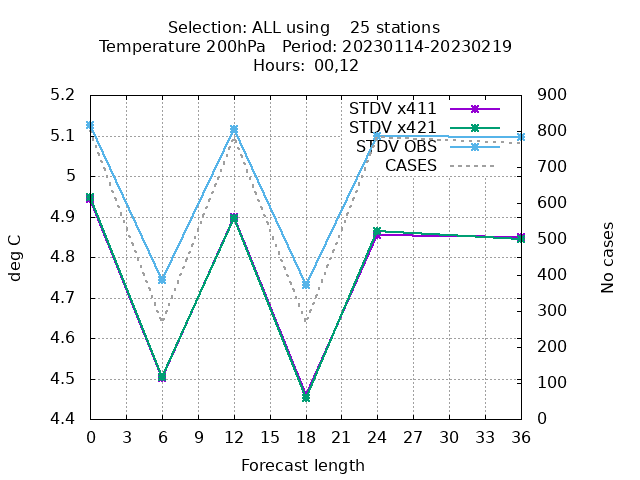 Selection: ALL using    25 stations
Temperature 200hPa   Period: 20230114-20230219
Hours:  00,12
5.2
5.1
5
4.9
4.8
4.7
4.6
4.5
4.4
deg C
STDV x411
STDV x421
STDV OBS
CASES
900
800
700
600
500
400
300
200
100
0
No cases
0 3 6 9 12 15 18 21 24 27 30 33 36
Forecast length